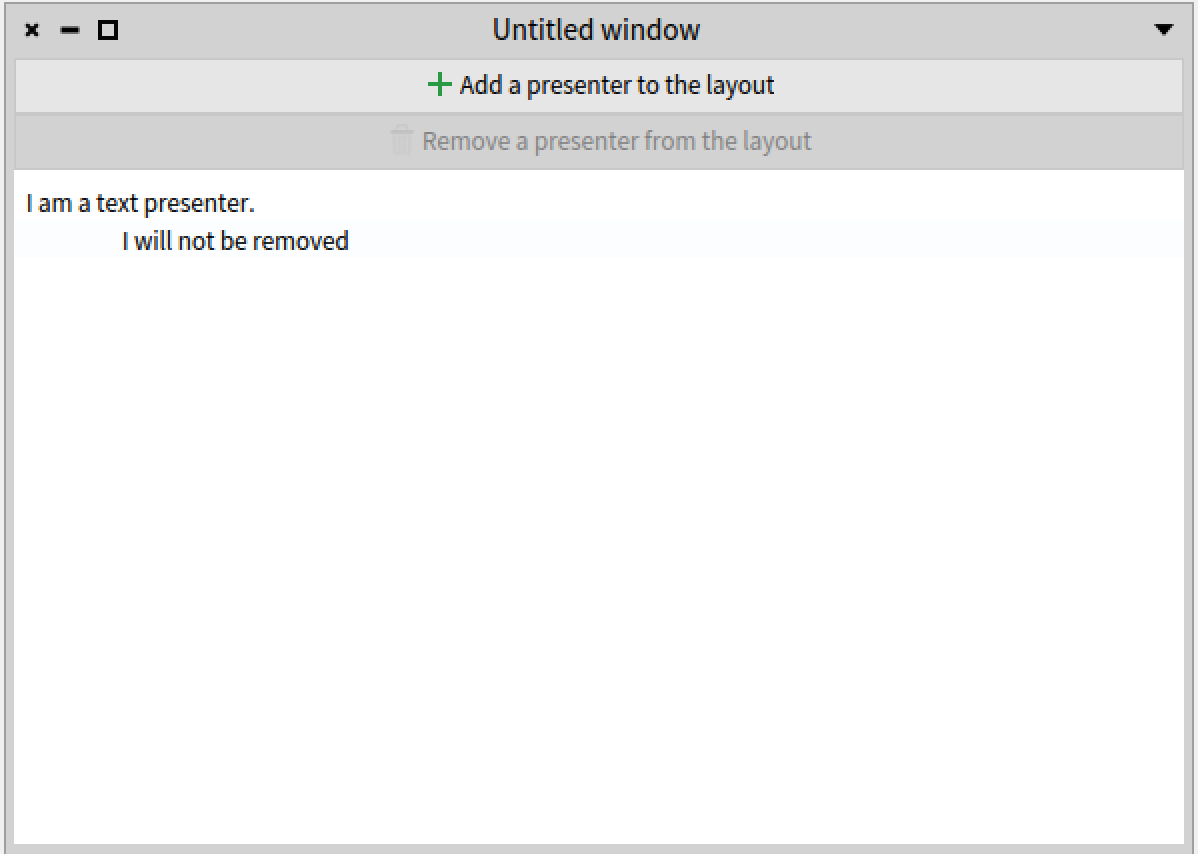 Untitled window
Add a presenter to the layout
Remove a presenter from the layout
I am a text presenter.
I will not be removed